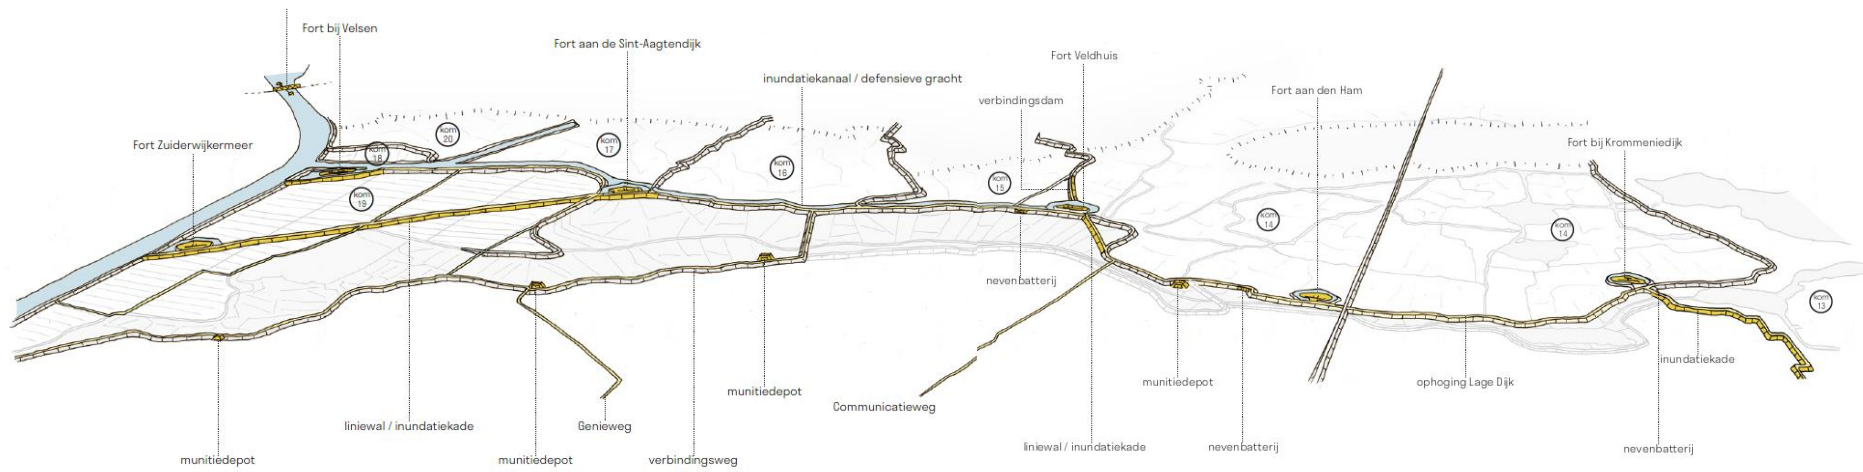 Fort bij Velsen
Fort aan de Sint-Aagtendijk
Fort Veldhuis
inundatiekanaal / defensieve gracht
Fort aan den Ham
verbindingsdam
kom
20
Fort Zuiderwijkermeer
kom
18
kom
17
Fort bij Krommeniedijk
kom
16
kom
15
kom
19
kom
14
kom
14
nevenbatterij
kom
13
inundatiekade
munitiedepot
ophoging Lage Dijk
munitiedepot
Communicatieweg
liniewal / inundatiekade
Genieweg
liniewal / inundatiekade
nevenbatterij
nevenbatterij
munitiedepot
munitiedepot
verbindingsweg